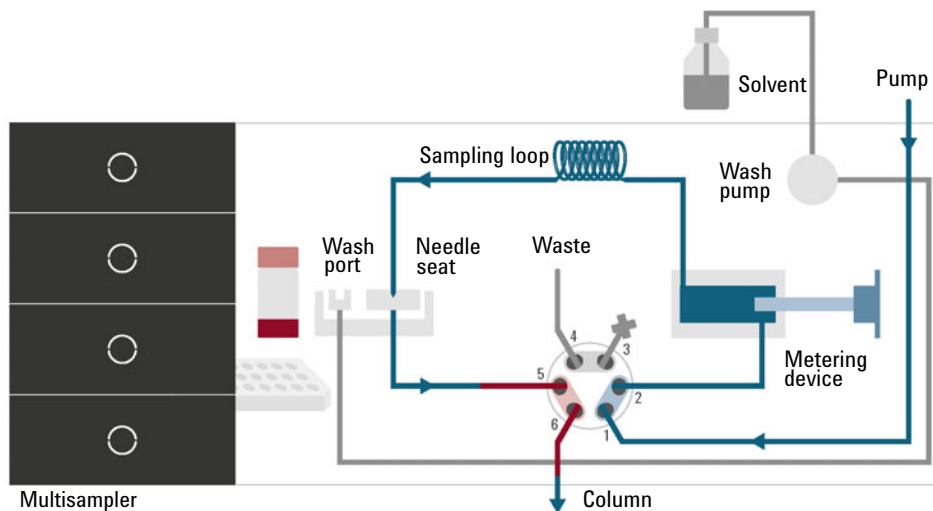 Solvent
Pump
Sampling loop
Wash
pump
Wash
port
Needle
seat
Waste
4
3
5
2
6
1
Metering
device
Multisampler
Column